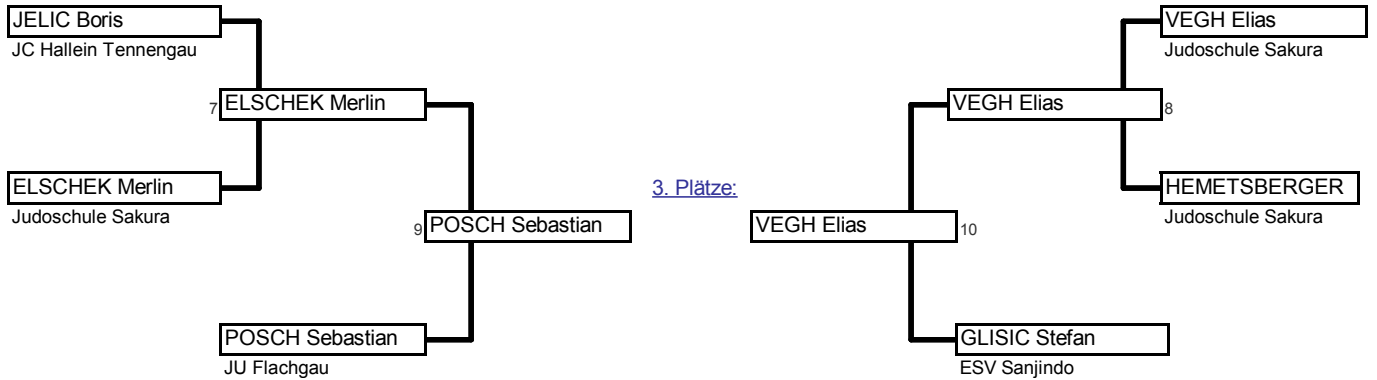 JELIC Boris
JC Hallein Tennengau
7 ELSCHEK Merlin
ELSCHEK Merlin
Judoschule Sakura
9 POSCH Sebastian
POSCH Sebastian
JU Flachgau
3. Plätze:
VEGH Elias
Judoschule Sakura
VEGH Elias 8
HEMETSBERGER
Judoschule Sakura
VEGH Elias 10
GLISIC Stefan
ESV Sanjindo